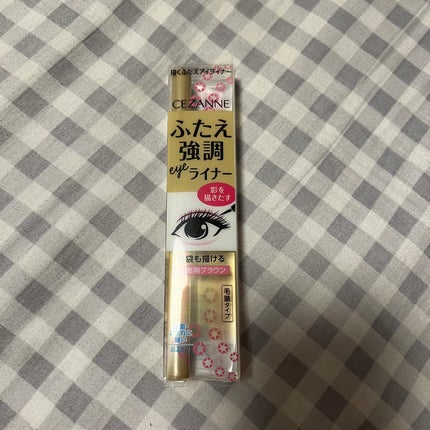 描くふたえアイライナー
CEZANNE
ふたえ
強調
eye ライナー
影を
描きたす
袋も描ける
影用ブラウン
毛筆タイプ